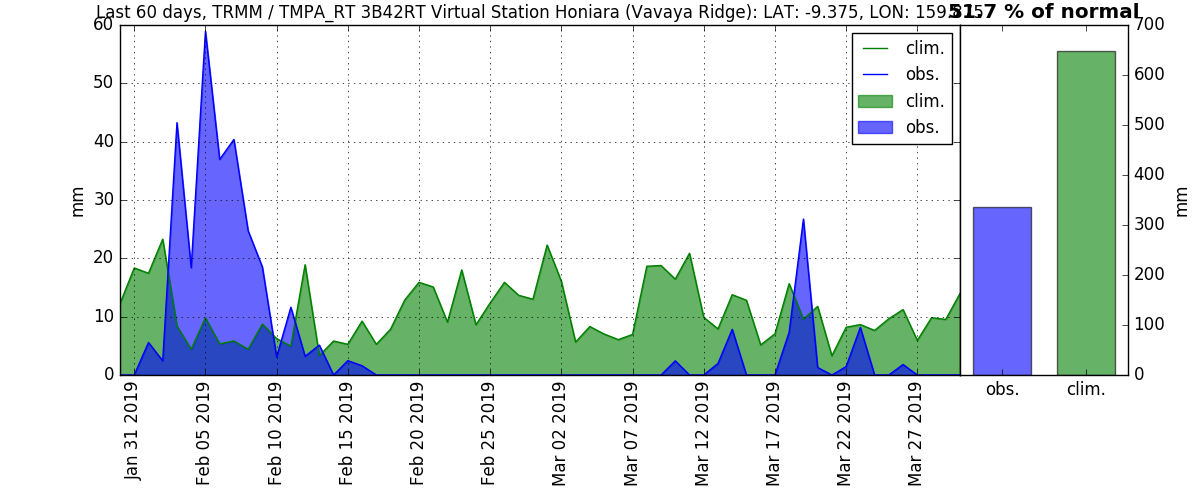 Last 60 days, TRMM / TMPA_RT 3B42RT Virtual Station Honiara (Vavaya Ridge): LAT: -9.375, LON:
51.7 % of normal
60
50
40
30
20
10
0
mm
clim.
obs.
clim.
obs.
700
600
500
400
300
200
100
0
mm
obs.
clim.
Jan 31 2019
Feb 05 2019
Feb 10 2019
Feb 15 2019
Feb 20 2019
Feb 25 2019
Mar 02 2019
Mar 07 2019
Mar 12 2019
Mar 17 2019
Mar 22 2019
Mar 27 2019